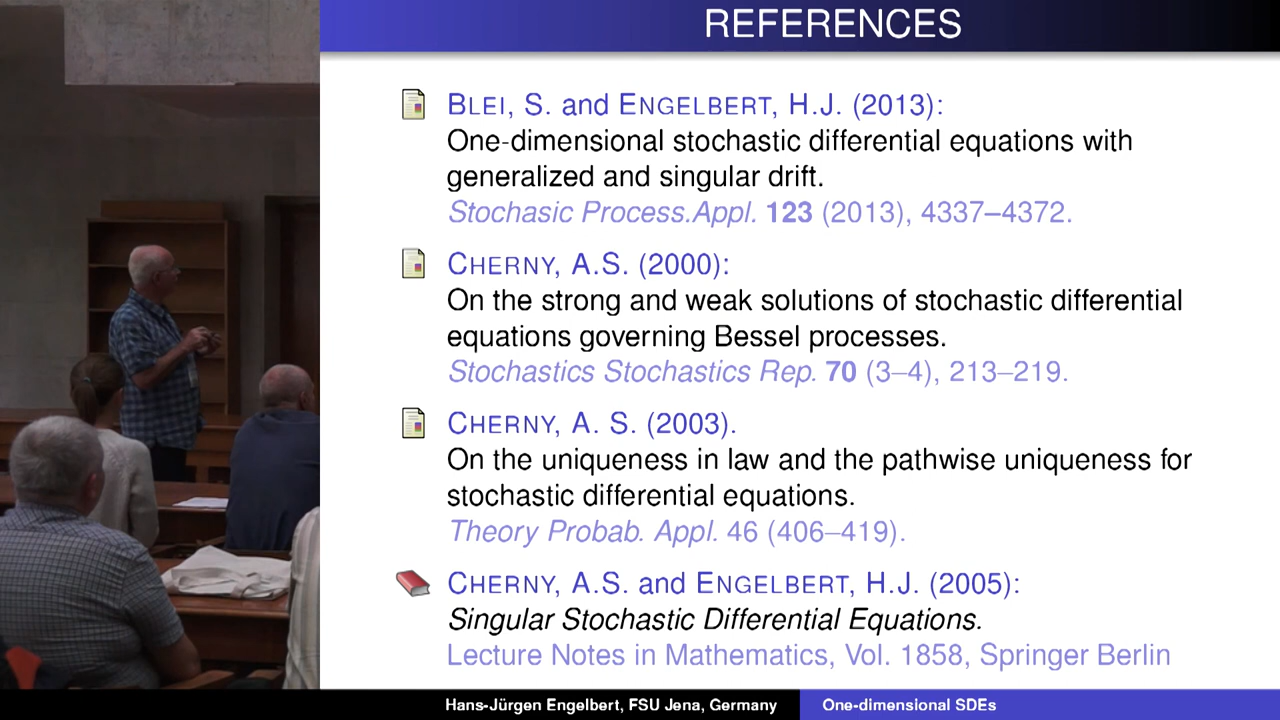 REFERENCES
BLEI, S. and ENGELBERT, H.J. (2013):
One-dimensional stochastic differential equations with
generalized and singular drift.
Stochasic Process.Appl. 123 (2013), 4337–4372.
CHERNY, A.S. (2000):
On the strong and weak solutions of stochastic differential
equations governing Bessel processes.
Stochastics Stochastics Rep. 70 (3–4), 213–219.
CHERNY, A. S. (2003).
On the uniqueness in law and the pathwise uniqueness for
stochastic differential equations.
Theory Probab. Appl. 46 (406–419).
CHERNY, A.S. and ENGELBERT, H.J. (2005):
Singular Stochastic Differential Equations.
Lecture Notes in Mathematics, Vol. 1858, Springer Berlin
Hans-Jürgen Engelbert, FSU Jena, Germany
One-dimensional SDEs